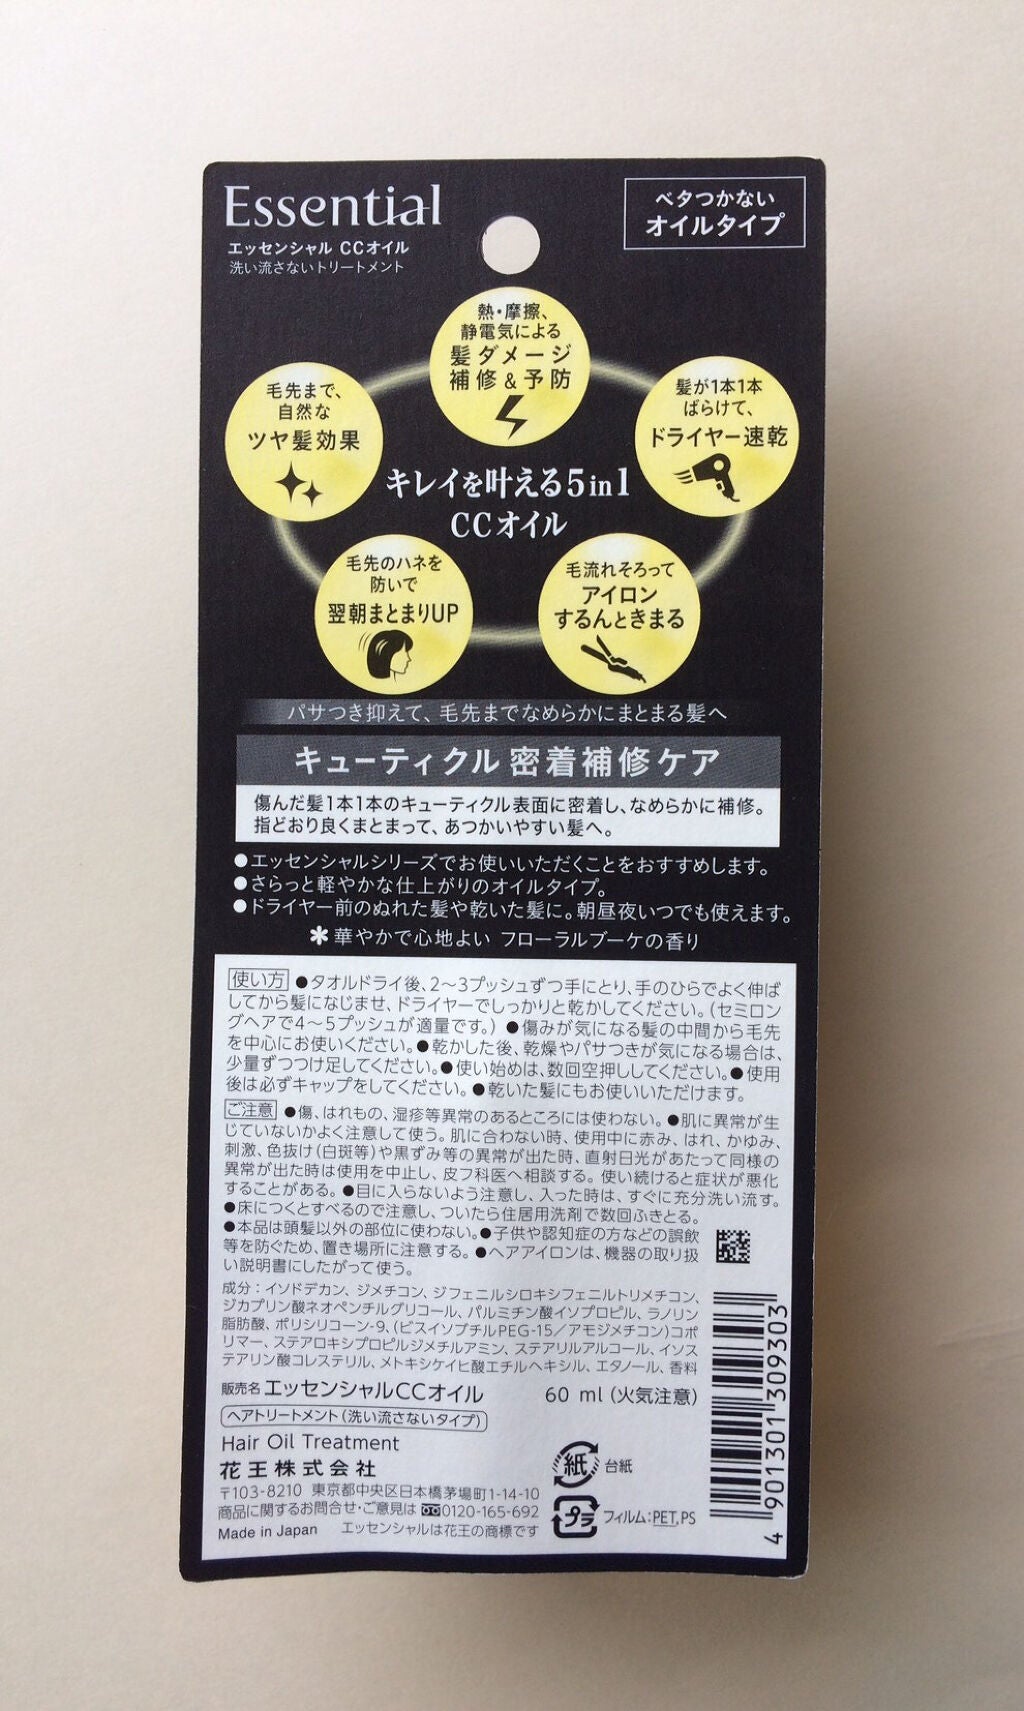 Essential
エッセンシャル CCオイル
洗い流さないトリートメント
ベタつかない
オイルタイプ
熱・摩擦、
静電気による
髪ダメージ
補修&予防
毛先まで、
自然な
ツヤ髪効果
髪が1本1本
ばらけて、
ドライヤー速乾
キレイを叶える5in1
CCオイル
毛先のハネを
防いで
翌朝まとまりUP
毛流れそろって
アイロン
するんときまる
パサつき抑えて、毛先までなめらかにまとまる髪へ
キューティクル 密着補修ケア
傷んだ髪1本1本のキューティクル表面に密着し、なめらかに補修。
指どおり良くまとまって、あつかいやすい髪へ。
●エッセンシャルシリーズでお使いいただくことをおすすめします。
●さらっと軽やかな仕上がりのオイルタイプ。
●ドライヤー前のぬれた髪や乾いた髪に。朝昼夜いつでも使えます。
＊華やかで心地よい フローラルブーケの香り
使い方 ●タオルドライ後、2～3プッシュずつ手にとり、手のひらでよく伸ば
してから髪になじませ、ドライヤーでしっかりと乾かしてください。(セミロン
グヘアで4～5プッシュが適量です。) ●傷みが気になる髪の中間から毛先
を中心にお使いください。●乾かした後、乾燥やパサつきが気になる場合は、
少量ずつつけ足してください。●使い始めは、数回空押ししてください。●使用
後は必ずキャップをしてください。●乾いた髪にもお使いいただけます。
ご注意 ●傷、はれもの、湿疹等異常のあるところには使わない。●肌に異常が生
じていないかよく注意して使う。肌に合わない時、使用中に赤み、はれ、かゆみ、
刺激、色抜け(白斑等)や黒ずみ等の異常が出た時、直射日光があたって同様の
異常が出た時は使用を中止し、皮フ科医へ相談する。使い続けると症状が悪化
することがある。●目に入らないよう注意し、入った時は、すぐに充分洗い流す。
●床につくとすべるので注意し、ついたら住居用洗剤で数回ふきとる。
●本品は頭髪以外の部位に使わない。●子供や認知症の方などの誤飲
等を防ぐため、置き場所に注意する。●ヘアアイロンは、機器の取り扱
い説明書にしたがって使う。
成分：イソドデカン、ジメチコン、ジフェニルシロキシフェニルトリメチコン、
ジカプリン酸ネオペンチルグリコール、パルミチン酸イソプロピル、ラノリン
脂肪酸、ポリシリコーン-9、(ビスイソブチルPEG-15／アモジメチコン)コポ
リマー、ステアロキシプロピルジメチルアミン、ステアリルアルコール、イソス
テアリン酸コレステリル、メトキシケイヒ酸エチルヘキシル、エタノール、香料
販売名 エッセンシャルCCオイル 60 ml (火気注意)
ヘアトリートメント(洗い流さないタイプ)
Hair Oil Treatment
花王株式会社
〒103-8210 東京都中央区日本橋茅場町1-14-10
商品に関するお問合せ・ご意見は 0120-165-692
Made in Japan エッセンシャルは花王の商標です
紙 台紙
プラ フィルム：PET,PS
4 901301 309303